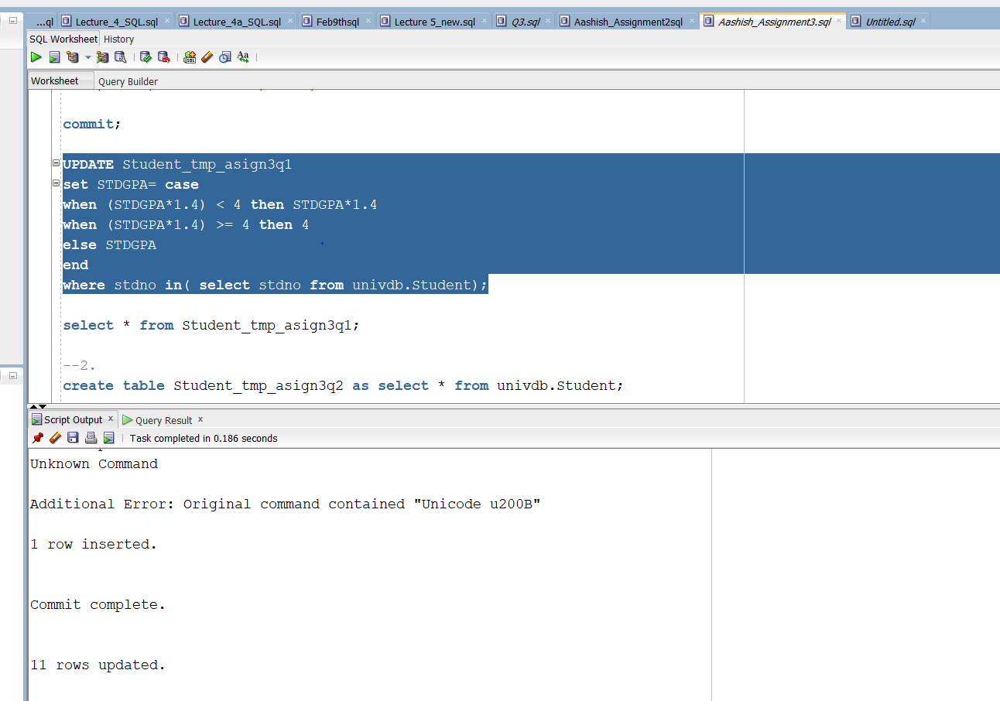 ...ql Lecture_4_SQL.sql × Lecture_4a_SQL.sql × Feb9thsql × Lecture 5_new.sql × Q3.sql × Aashish_Assignment2sql × Aashish_Assignment3.sql × Untitled.sql ×
SQL Worksheet History
Worksheet Query Builder
commit;
UPDATE Student_tmp_asign3q1
set STDGPA= case
when (STDGPA*1.4) < 4 then STDGPA*1.4
when (STDGPA*1.4) >= 4 then 4
else STDGPA
end
where stdno in( select stdno from univdb.Student);
select * from Student_tmp_asign3q1;
--2.
create table Student_tmp_asign3q2 as select * from univdb.Student;
Script Output x Query Result x
Task completed in 0.186 seconds
Unknown Command
Additional Error: Original command contained "Unicode u200B"
1 row inserted.
Commit complete.
11 rows updated.